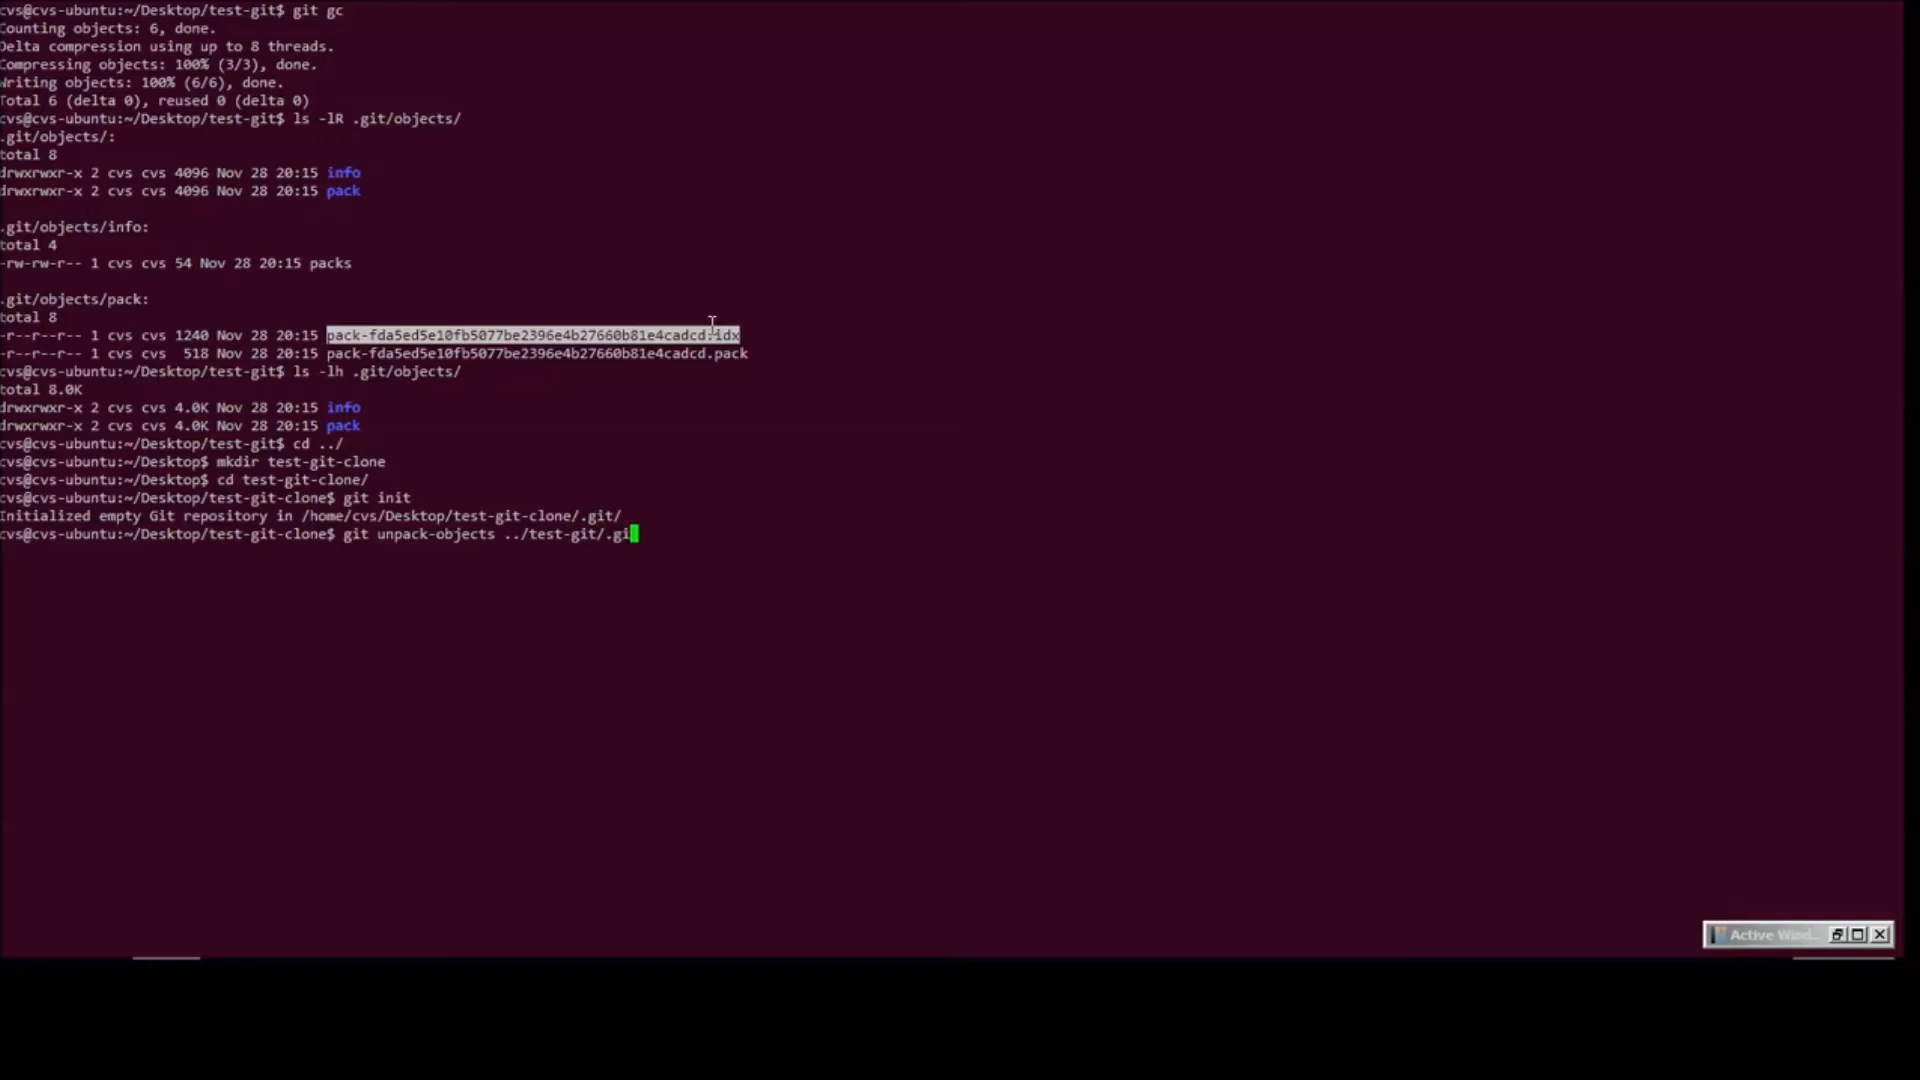 cvs@cvs-ubuntu:~/Desktop/test-git$ git gc
Counting objects: 6, done.
Delta compression using up to 8 threads.
Compressing objects: 100% (3/3), done.
Writing objects: 100% (6/6), done.
Total 6 (delta 0), reused 0 (delta 0)
cvs@cvs-ubuntu:~/Desktop/test-git$ ls -lR .git/objects/
.git/objects/:
total 8
drwxrwxr-x 2 cvs cvs 4096 Nov 28 20:15 info
drwxrwxr-x 2 cvs cvs 4096 Nov 28 20:15 pack
.git/objects/info:
total 4
-rw-rw-r-- 1 cvs cvs 54 Nov 28 20:15 packs
.git/objects/pack:
total 8
-r--r--r-- 1 cvs cvs 1240 Nov 28 20:15 pack-fda5ed5e10fb5077be2396e4b27660b81e4cadcd.idx
-r--r--r-- 1 cvs cvs  518 Nov 28 20:15 pack-fda5ed5e10fb5077be2396e4b27660b81e4cadcd.pack
cvs@cvs-ubuntu:~/Desktop/test-git$ ls -lh .git/objects/
total 8.0K
drwxrwxr-x 2 cvs cvs 4.0K Nov 28 20:15 info
drwxrwxr-x 2 cvs cvs 4.0K Nov 28 20:15 pack
cvs@cvs-ubuntu:~/Desktop/test-git$ cd ../
cvs@cvs-ubuntu:~/Desktop$ mkdir test-git-clone
cvs@cvs-ubuntu:~/Desktop$ cd test-git-clone/
cvs@cvs-ubuntu:~/Desktop/test-git-clone$ git init
Initialized empty Git repository in /home/cvs/Desktop/test-git-clone/.git/
cvs@cvs-ubuntu:~/Desktop/test-git-clone$ git unpack-objects ../test-git/.gi
Active Wind...